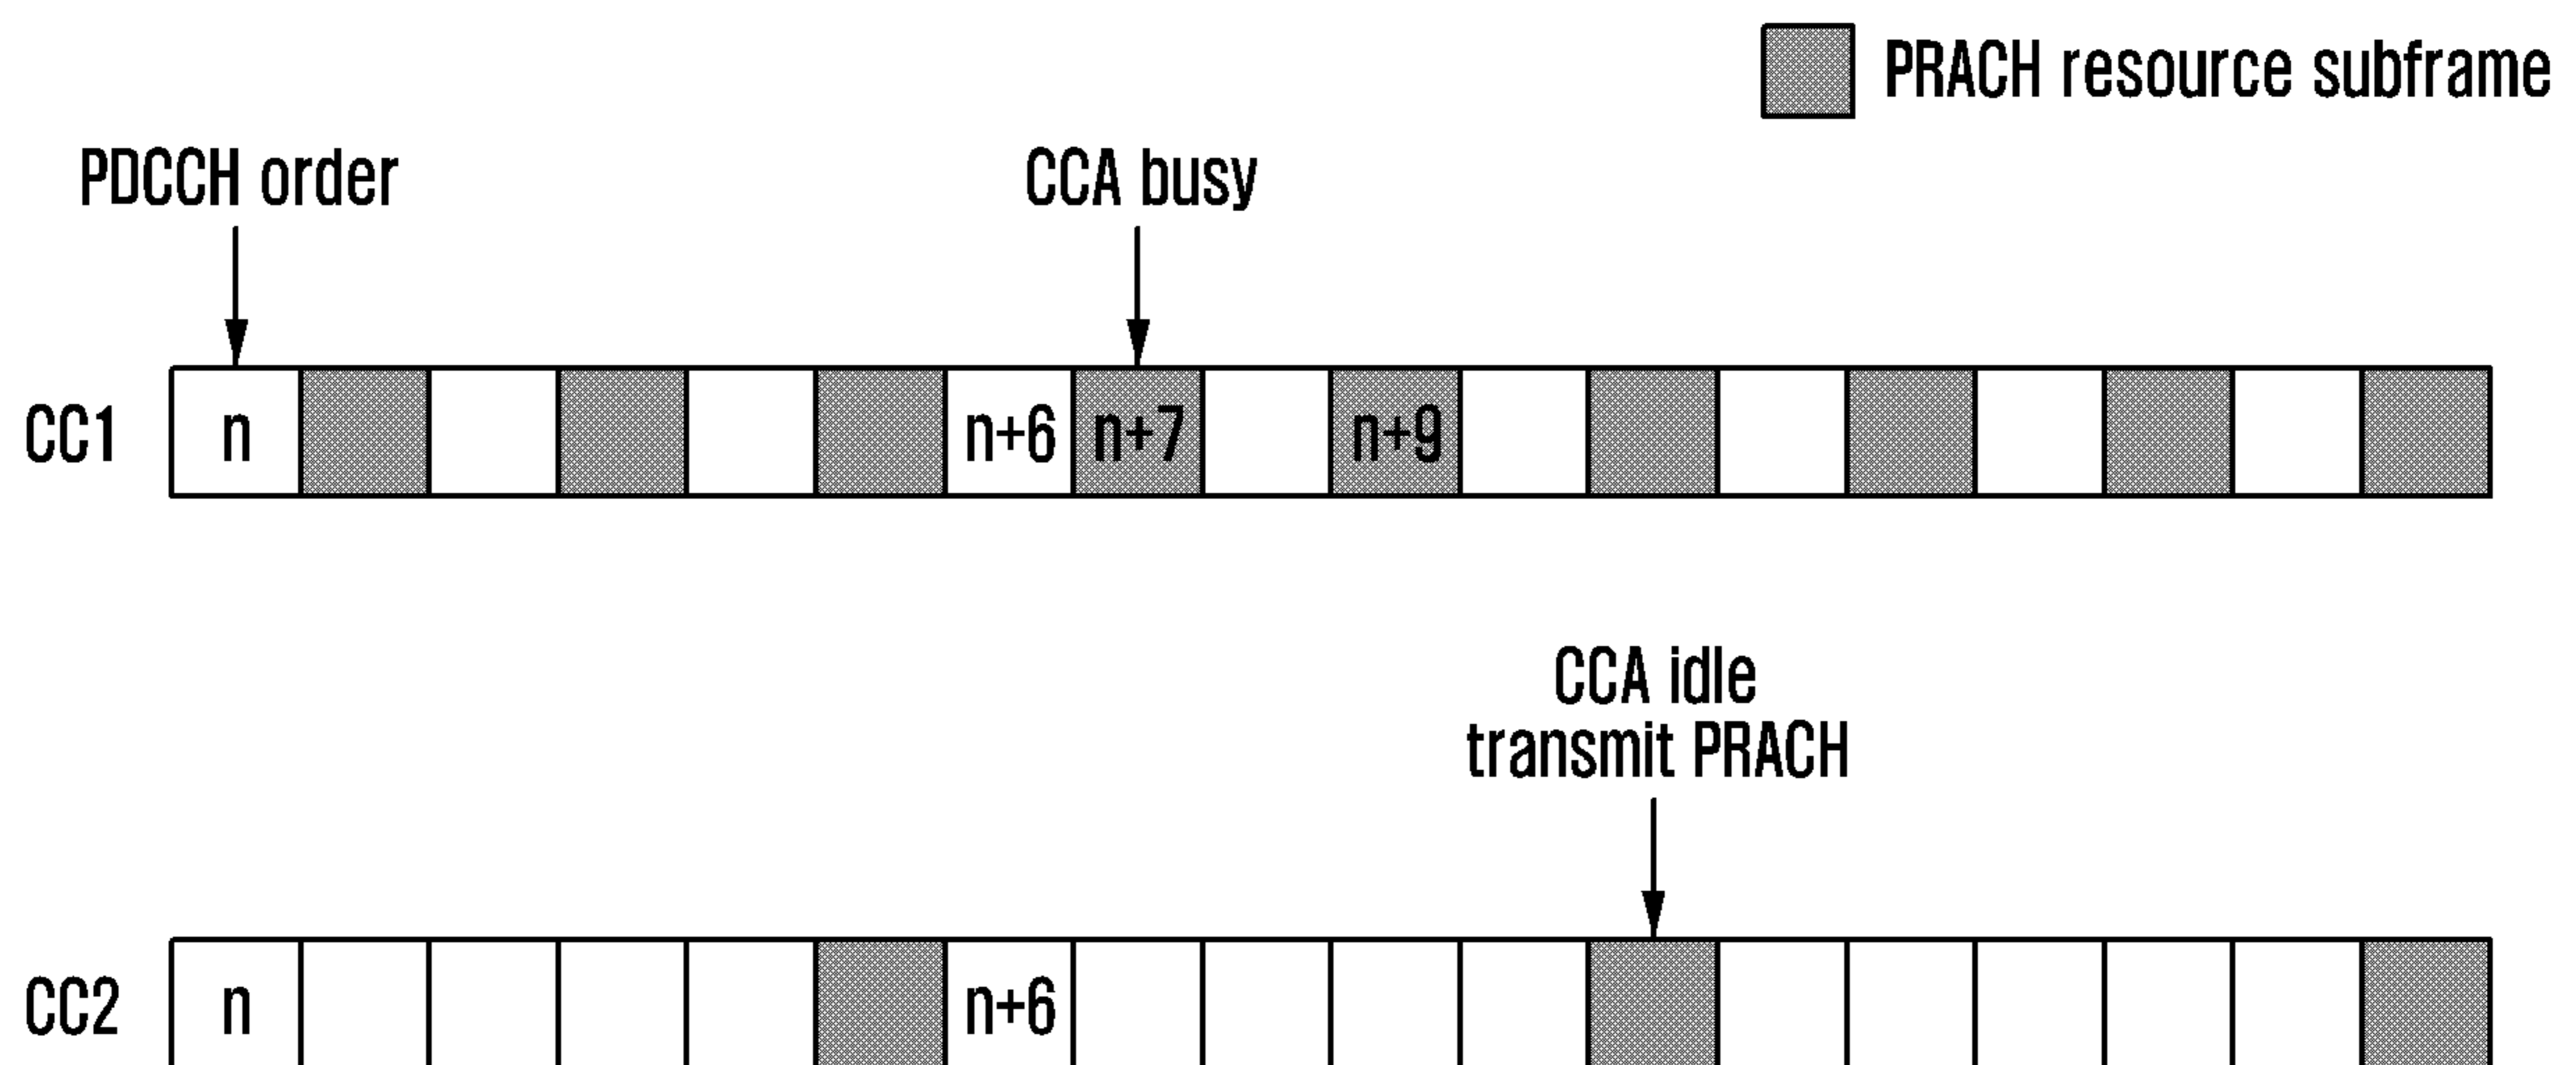 PRACH resource subframe
PDCCH order
CCA busy
CC1 n n+6 n+7 n+9
CCA idle
transmit PRACH
CC2 n n+6